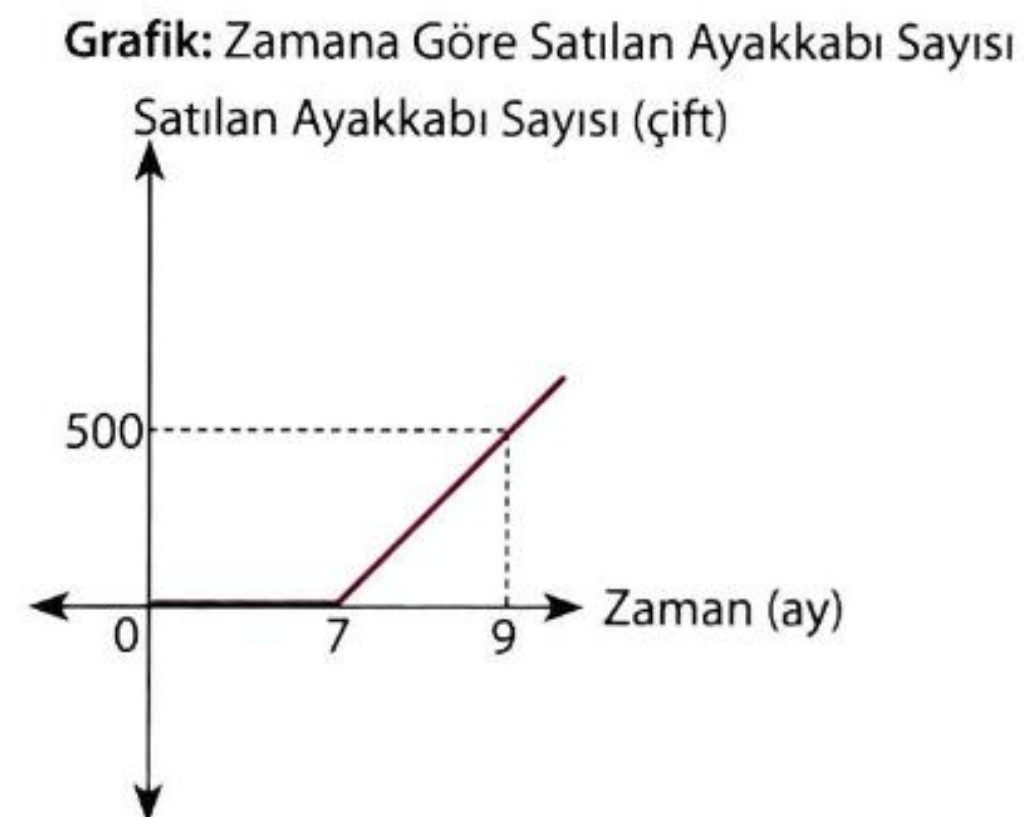 Grafik: Zamana Göre Satılan Ayakkabı Sayısı
Satılan Ayakkabı Sayısı (çift)
500
0
7
9
Zaman (ay)